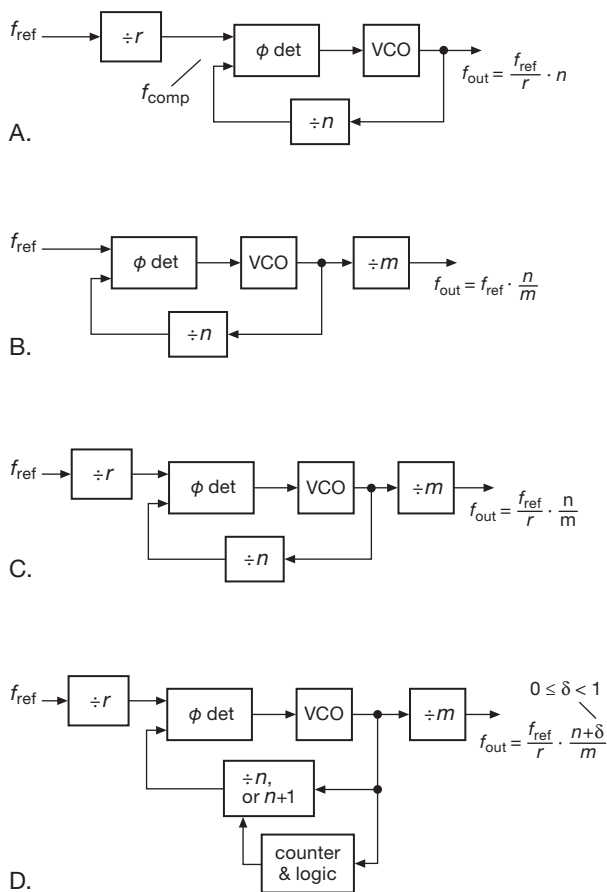 f_ref ÷r φ det VCO
f_comp
f_out = f_ref/r · n
÷n
A.
f_ref φ det VCO ÷m
f_out = f_ref · n/m
÷n
B.
f_ref ÷r φ det VCO ÷m
f_out = f_ref/r · n/m
÷n
C.
0 ≤ δ < 1
f_ref ÷r φ det VCO ÷m
f_out = f_ref/r · n+δ/m
÷n,
or n+1
counter
& logic
D.